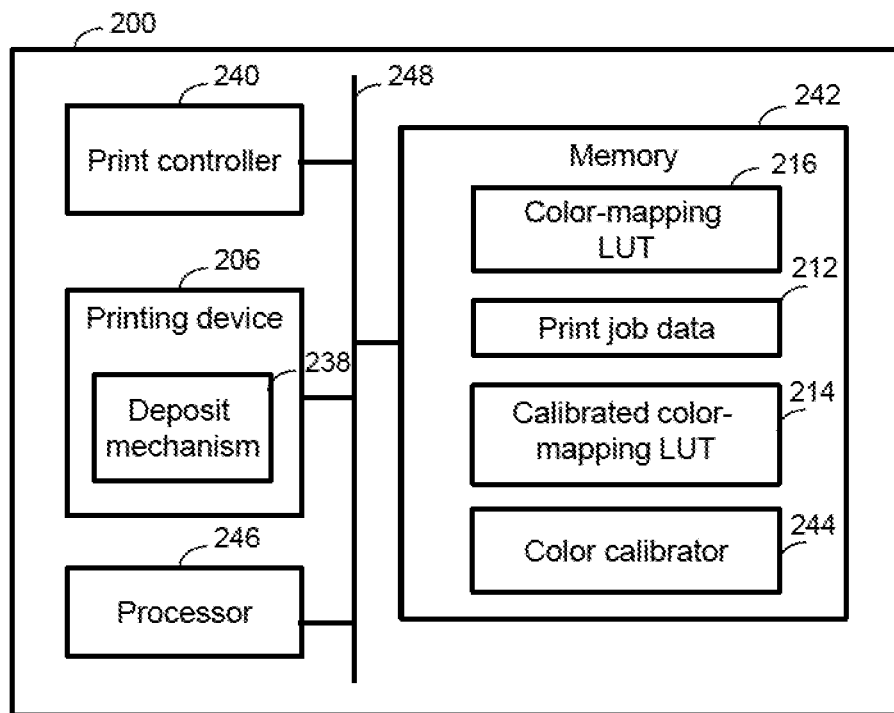 200
240
248
Print controller
242
Memory
216
Color-mapping
LUT
206
Printing device
212
Print job data
238
Deposit
mechanism
214
Calibrated color-
mapping LUT
246
Processor
244
Color calibrator